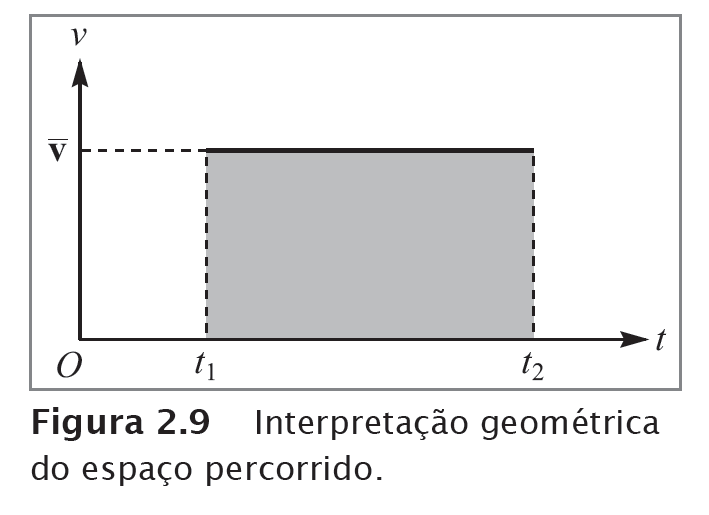 v
v̄
O
t₁
t₂
t
Figura 2.9 Interpretação geométrica
do espaço percorrido.